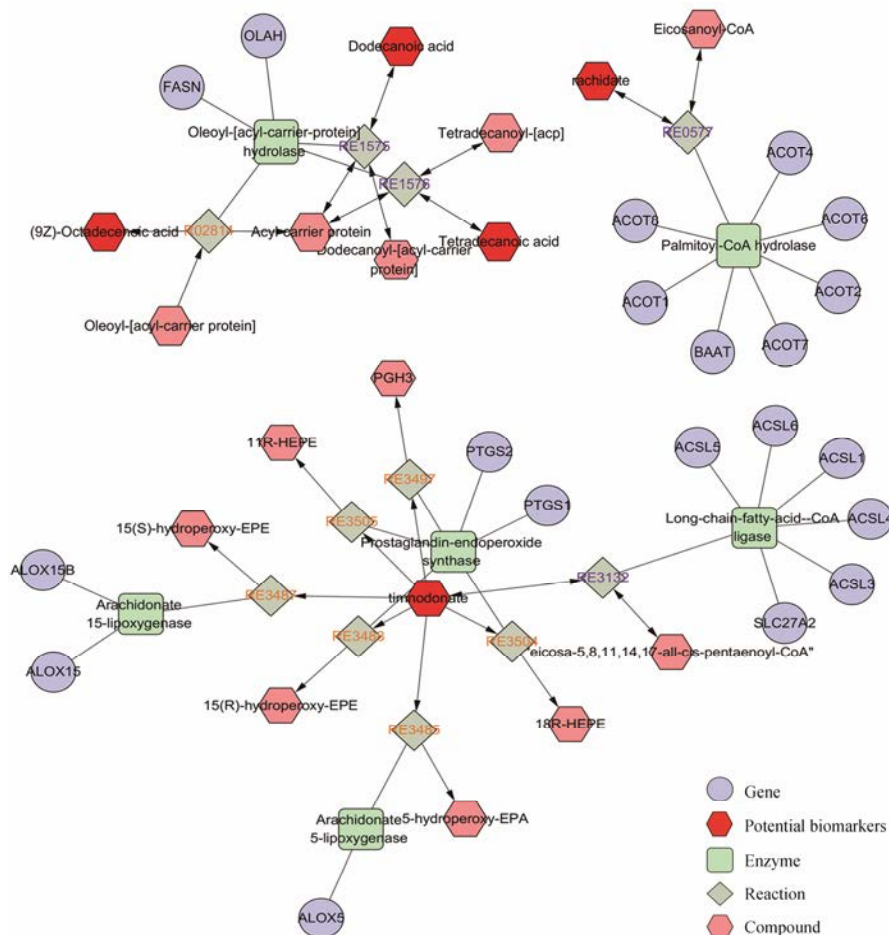 OLAH
Dodecanoic acid
FASN
Oleoyl-[acyl-carrier-protein]
hydrolase
RE1575
Tetradecanoyl-[acp]
RE1576
(9Z)-Octadecenoic acid
R02814
Acyl-carrier protein
Dodecanoyl-[acyl-carrier
protein]
Tetradecanoic acid
Oleoyl-[acyl-carrier protein]
Eicosanoyl-CoA
rachidate
RE0577
ACOT4
ACOT8
ACOT6
Palmitoyl-CoA hydrolase
ACOT1
ACOT2
BAAT
ACOT7
PGH3
11R-HEPE
RE3497
PTGS2
15(S)-hydroperoxy-EPE
RE3505
PTGS1
Prostaglandin-endoperoxide
synthase
ALOX15B
Arachidonate
15-lipoxygenase
RE3487
timnodonate
ALOX15
RE3488
RE3504
15(R)-hydroperoxy-EPE
18R-HEPE
RE3485
Arachidonate
5-lipoxygenase
5-hydroperoxy-EPA
ALOX5
ACSL6
ACSL5
ACSL1
Long-chain-fatty-acid--CoA
ligase
ACSL4
RE3132
ACSL3
SLC27A2
"eicosa-5,8,11,14,17-all-cis-pentaenoyl-CoA"
Gene
Potential biomarkers
Enzyme
Reaction
Compound